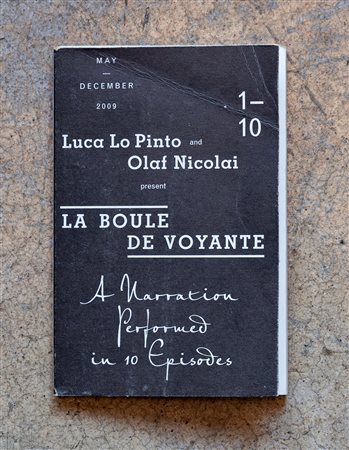 MAY
—
DECEMBER
2009
1–
10
Luca Lo Pinto and
Olaf Nicolai
present
LA BOULE
DE VOYANTE
A Narration
Performed
in 10 Episodes